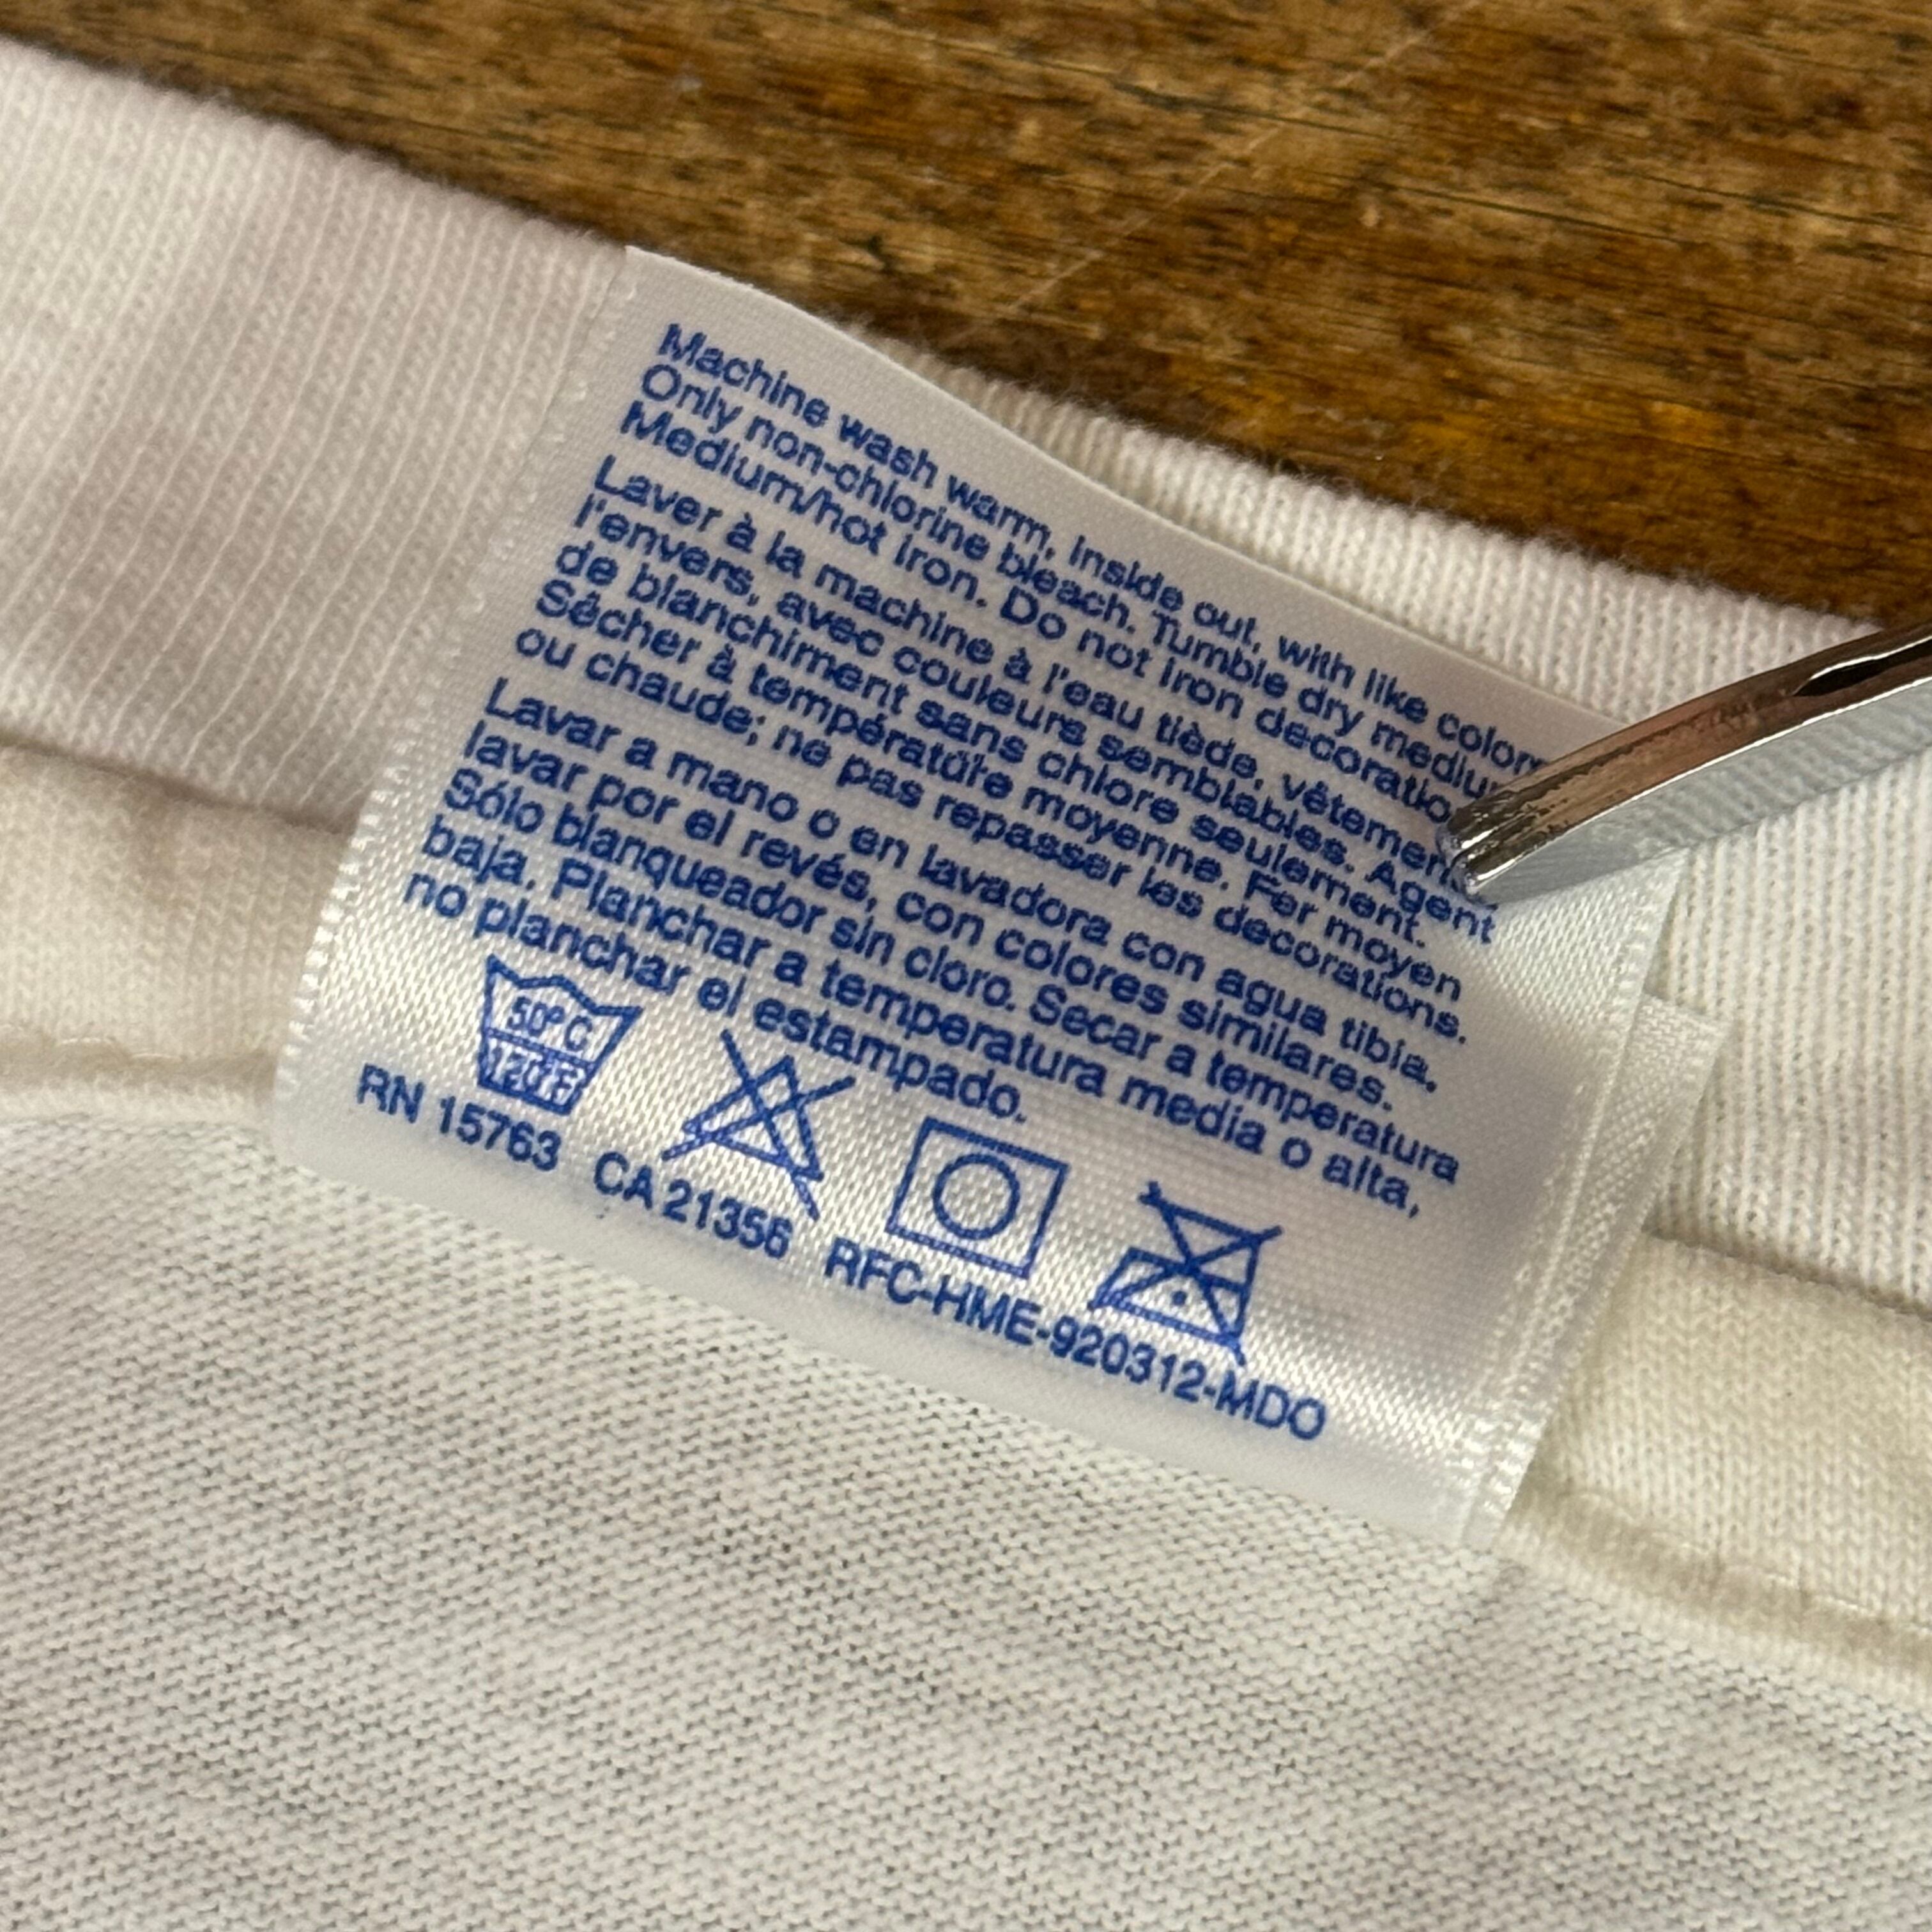 Machine wash warm, inside out, with like colors
Only non-chlorine bleach. Tumble dry medium
Medium/hot iron. Do not iron decoration
Laver à la machine à l'eau tiède, vêtement
l'envers, avec couleurs semblables. Agent
de blanchiment sans chlore seulement.
Sécher à température moyenne. Fer moyen
ou chaude; ne pas repasser les decorations.
Lavar a mano o en lavadora con agua tibia,
lavar por el revés, con colores similares.
Sólo blanqueador sin cloro. Secar a temperatura
baja. Planchar a temperatura media o alta,
no planchar el estampado.
50°C
120°F
RN 15763 CA 21356 RFC-HME-920312-MDO